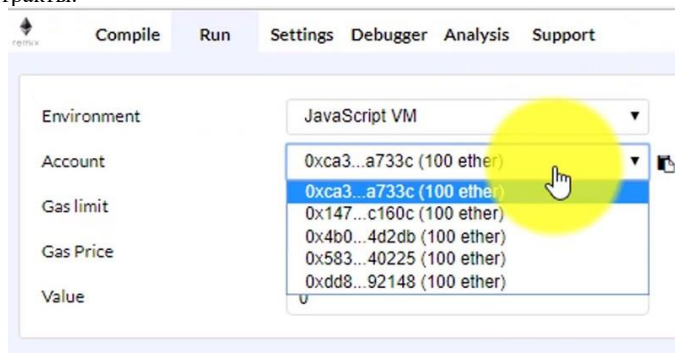 тракты.
remix Compile Run Settings Debugger Analysis Support
Environment JavaScript VM
Account 0xca3...a733c (100 ether)
0xca3...a733c (100 ether)
Gas limit 0x147...c160c (100 ether)
0x4b0...4d2db (100 ether)
Gas Price 0x583...40225 (100 ether)
0xdd8...92148 (100 ether)
Value 0